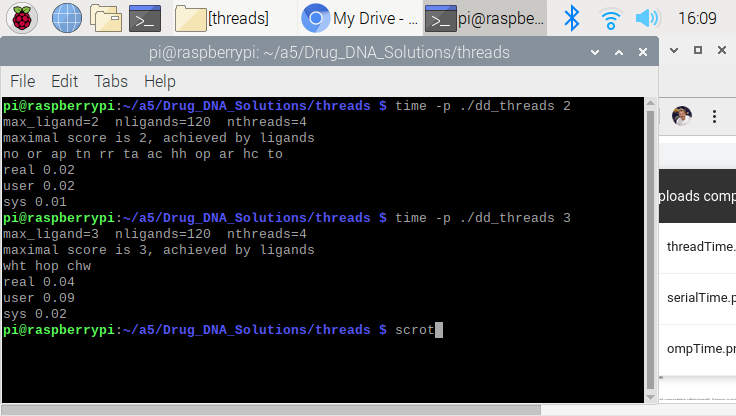 [threads]
My Drive - ...
pi@raspbe...
16:09
pi@raspberrypi: ~/a5/Drug_DNA_Solutions/threads
File Edit Tabs Help
pi@raspberrypi:~/a5/Drug_DNA_Solutions/threads $ time -p ./dd_threads 2
max_ligand=2  nligands=120  nthreads=4
maximal score is 2, achieved by ligands
no or ap tn rr ta ac hh op ar hc to
real 0.02
user 0.02
sys 0.01
pi@raspberrypi:~/a5/Drug_DNA_Solutions/threads $ time -p ./dd_threads 3
max_ligand=3  nligands=120  nthreads=4
maximal score is 3, achieved by ligands
wht hop chw
real 0.04
user 0.09
sys 0.02
pi@raspberrypi:~/a5/Drug_DNA_Solutions/threads $ scrot
ploads comp
threadTime.
serialTime.p
ompTime.pr